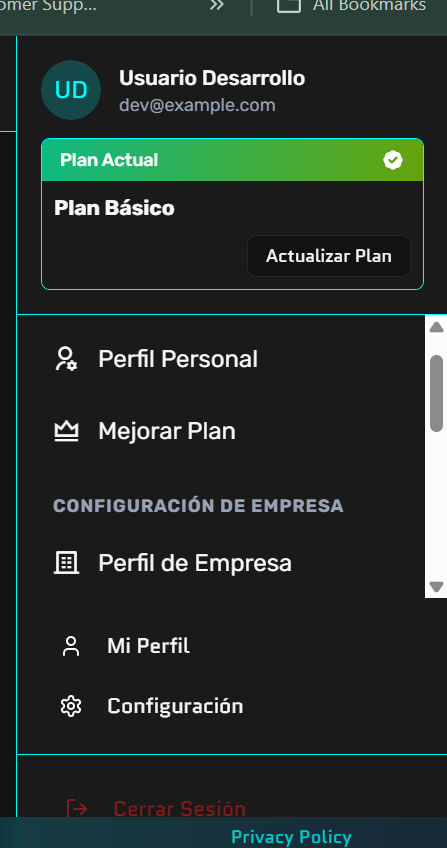 omer Supp...
All Bookmarks
UD
Usuario Desarrollo
dev@example.com
Plan Actual
Plan Básico
Actualizar Plan
Perfil Personal
Mejorar Plan
CONFIGURACIÓN DE EMPRESA
Perfil de Empresa
Mi Perfil
Configuración
Cerrar Sesión
Privacy Policy